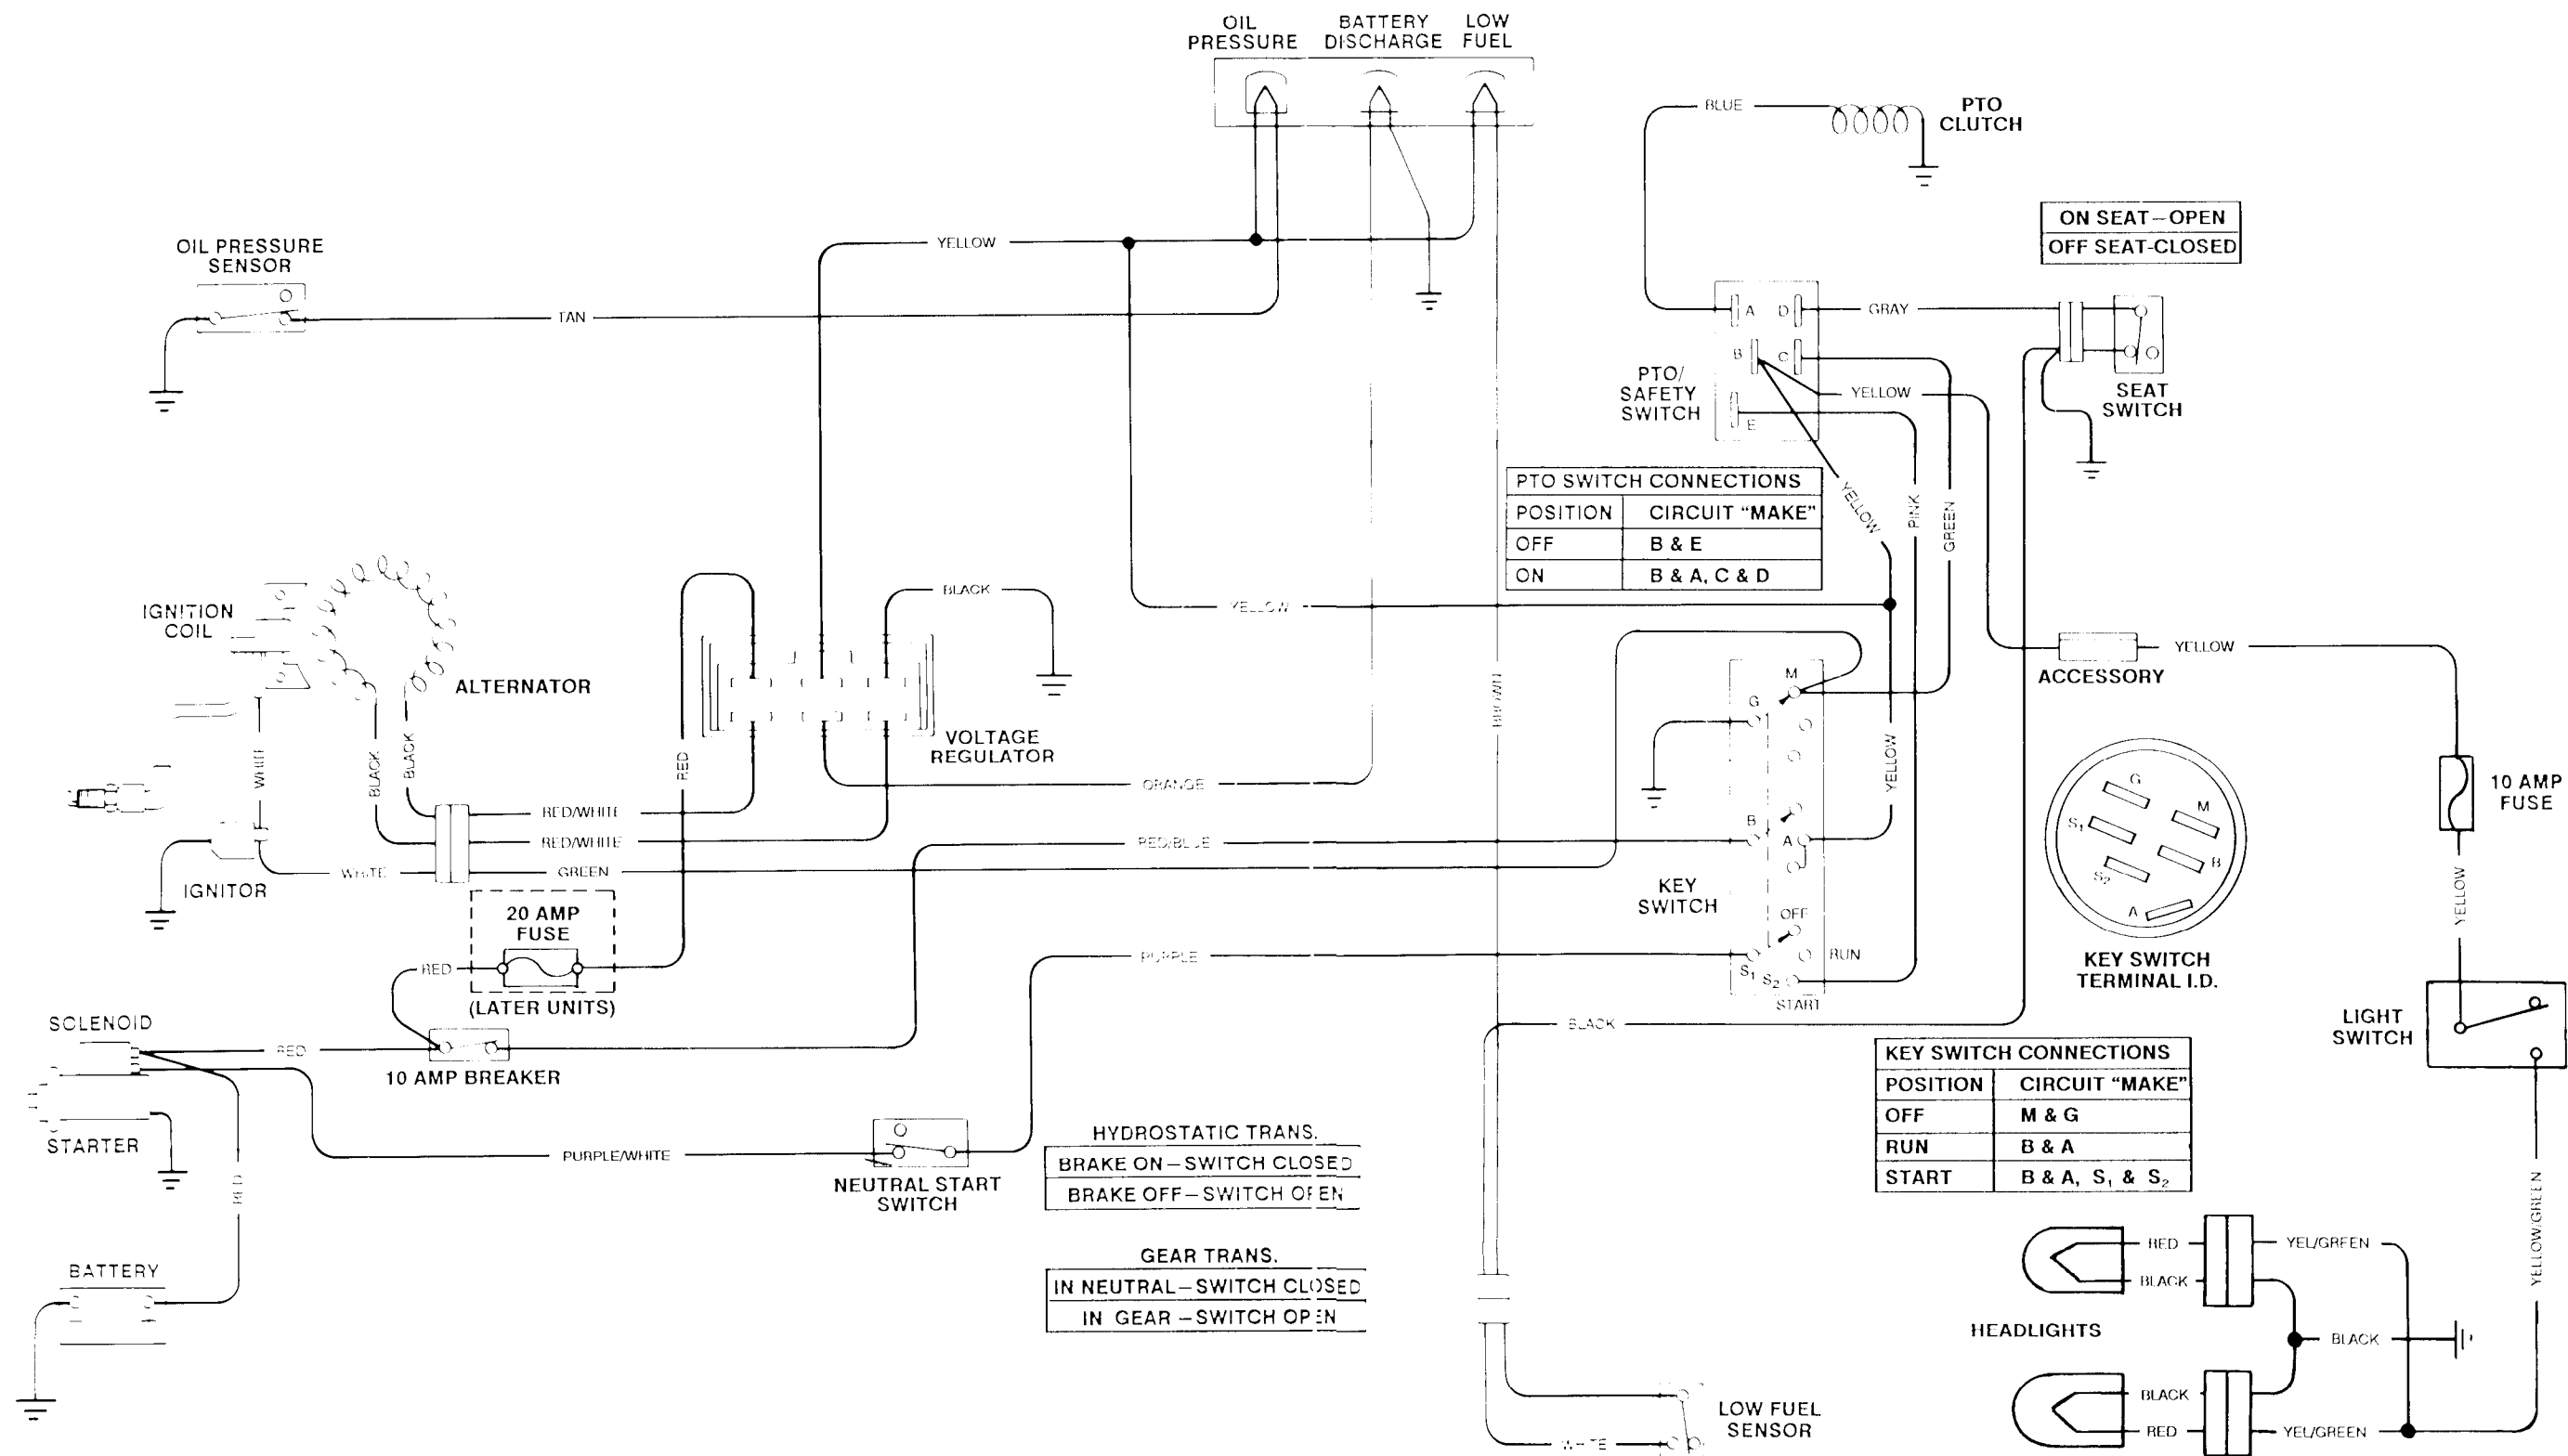 OIL
PRESSURE
BATTERY
DISCHARGE
LOW
FUEL
BLUE
PTO
CLUTCH
ON SEAT–OPEN
OFF SEAT-CLOSED
OIL PRESSURE
SENSOR
YELLOW
TAN
A
D
GRAY
B
C
YELLOW
E
PTO/
SAFETY
SWITCH
SEAT
SWITCH
PTO SWITCH CONNECTIONS
POSITION
CIRCUIT "MAKE"
OFF
B & E
ON
B & A, C & D
YELLOW
PINK
GREEN
IGNITION
COIL
ALTERNATOR
BLACK
YELLOW
YELLOW
ACCESSORY
M
G
BROWN
YELLOW
VOLTAGE
REGULATOR
RED
WHITE
BLACK
BLACK
ORANGE
10 AMP
FUSE
G
M
S1
B
S2
A
KEY SWITCH
TERMINAL I.D.
RED/WHITE
RED/WHITE
RED/BLUE
B
A
WHITE
GREEN
IGNITOR
20 AMP
FUSE
RED
(LATER UNITS)
KEY
SWITCH
OFF
PURPLE
RUN
S1
S2
START
YELLOW
SOLENOID
RED
10 AMP BREAKER
BLACK
LIGHT
SWITCH
STARTER
PURPLE/WHITE
NEUTRAL START
SWITCH
HYDROSTATIC TRANS.
BRAKE ON–SWITCH CLOSED
BRAKE OFF–SWITCH OPEN
KEY SWITCH CONNECTIONS
POSITION
CIRCUIT "MAKE"
OFF
M & G
RUN
B & A
START
B & A, S1 & S2
RED
YELLOW/GREEN
BATTERY
GEAR TRANS.
IN NEUTRAL–SWITCH CLOSED
IN GEAR –SWITCH OPEN
RED
YEL/GREEN
BLACK
HEADLIGHTS
BLACK
BLACK
RED
YEL/GREEN
LOW FUEL
SENSOR
WHITE